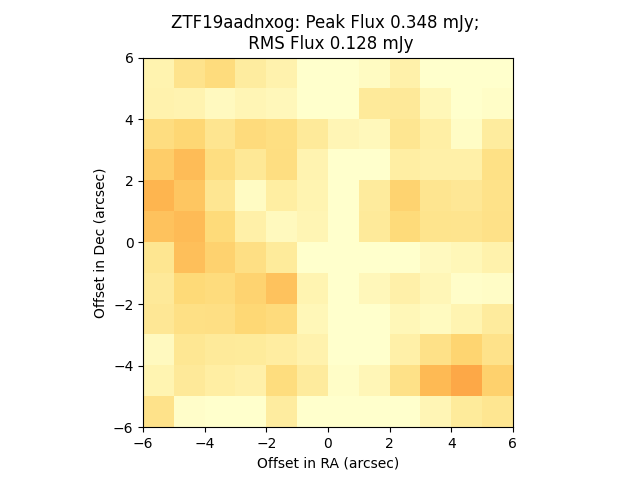 ZTF19aadnxog: Peak Flux 0.348 mJy;
RMS Flux 0.128 mJy
6
4
2
0
−2
−4
−6
Offset in Dec (arcsec)
−6 −4 −2 0 2 4 6
Offset in RA (arcsec)